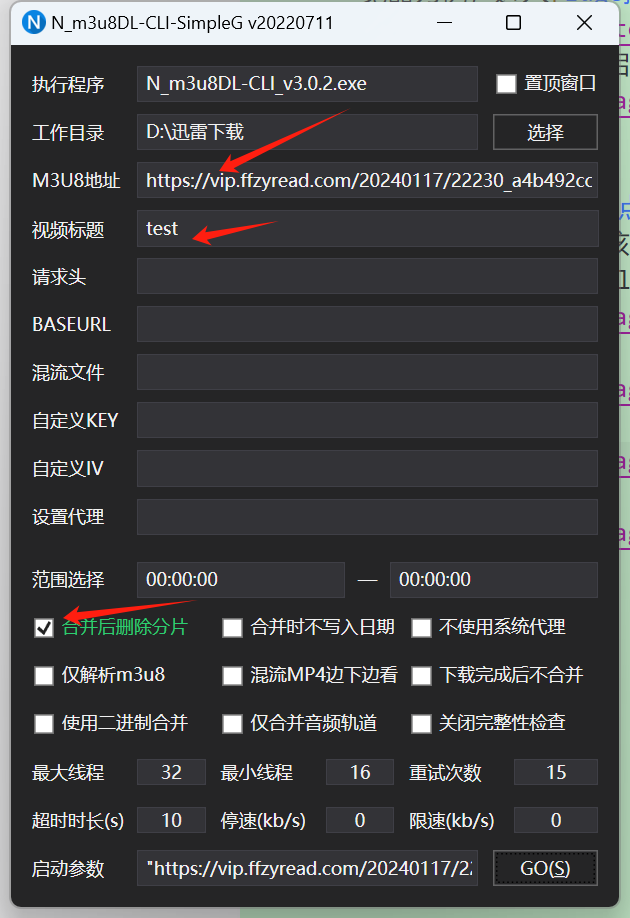 N_m3u8DL-CLI-SimpleG v20220711
执行程序 N_m3u8DL-CLI_v3.0.2.exe 置顶窗口
工作目录 D:\迅雷下载 选择
M3U8地址 https://vip.ffzyread.com/20240117/22230_a4b492cc
视频标题 test
请求头
BASEURL
混流文件
自定义KEY
自定义IV
设置代理
范围选择 00:00:00 — 00:00:00
合并后删除分片 合并时不写入日期 不使用系统代理
仅解析m3u8 混流MP4边下边看 下载完成后不合并
使用二进制合并 仅合并音频轨道 关闭完整性检查
最大线程 32 最小线程 16 重试次数 15
超时时长(s) 10 停速(kb/s) 0 限速(kb/s) 0
启动参数 "https://vip.ffzyread.com/20240117/22 GO(S)